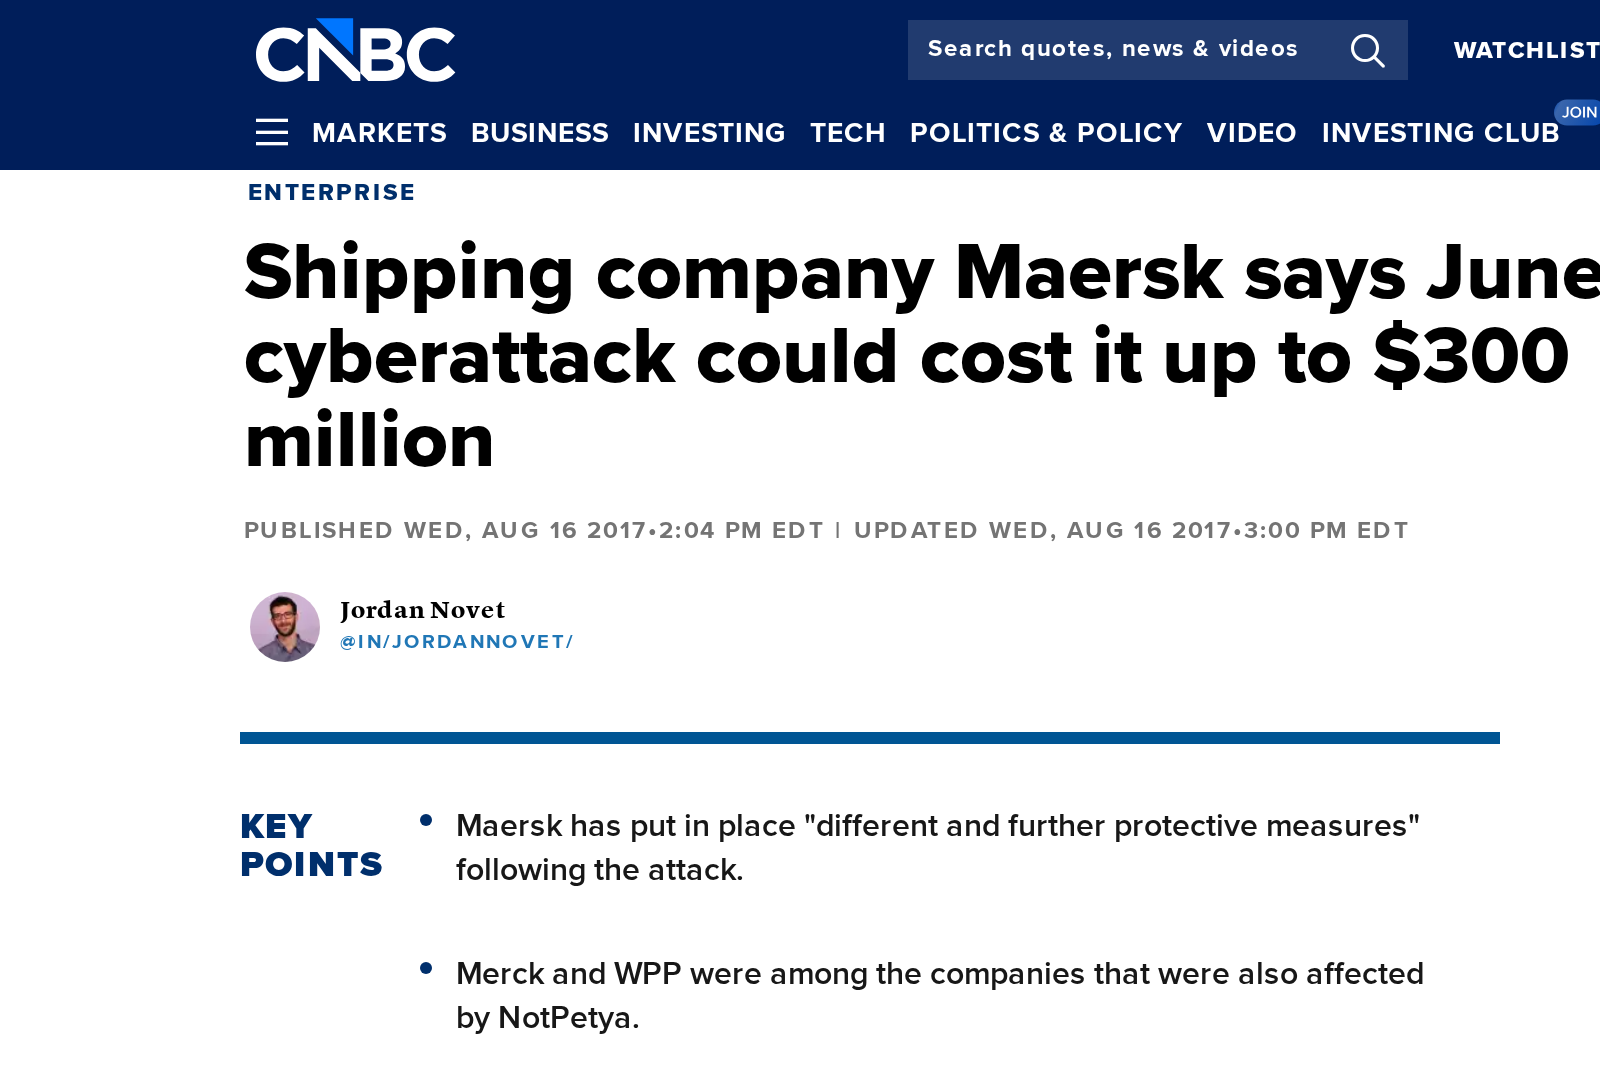 CNBC
Search quotes, news & videos
WATCHLIST
MARKETS BUSINESS INVESTING TECH POLITICS & POLICY VIDEO INVESTING CLUB
JOIN
ENTERPRISE
Shipping company Maersk says June
cyberattack could cost it up to $300
million
PUBLISHED WED, AUG 16 2017•2:04 PM EDT | UPDATED WED, AUG 16 2017•3:00 PM EDT
Jordan Novet
@IN/JORDANNOVET/
KEY
POINTS
Maersk has put in place "different and further protective measures"
following the attack.
Merck and WPP were among the companies that were also affected
by NotPetya.